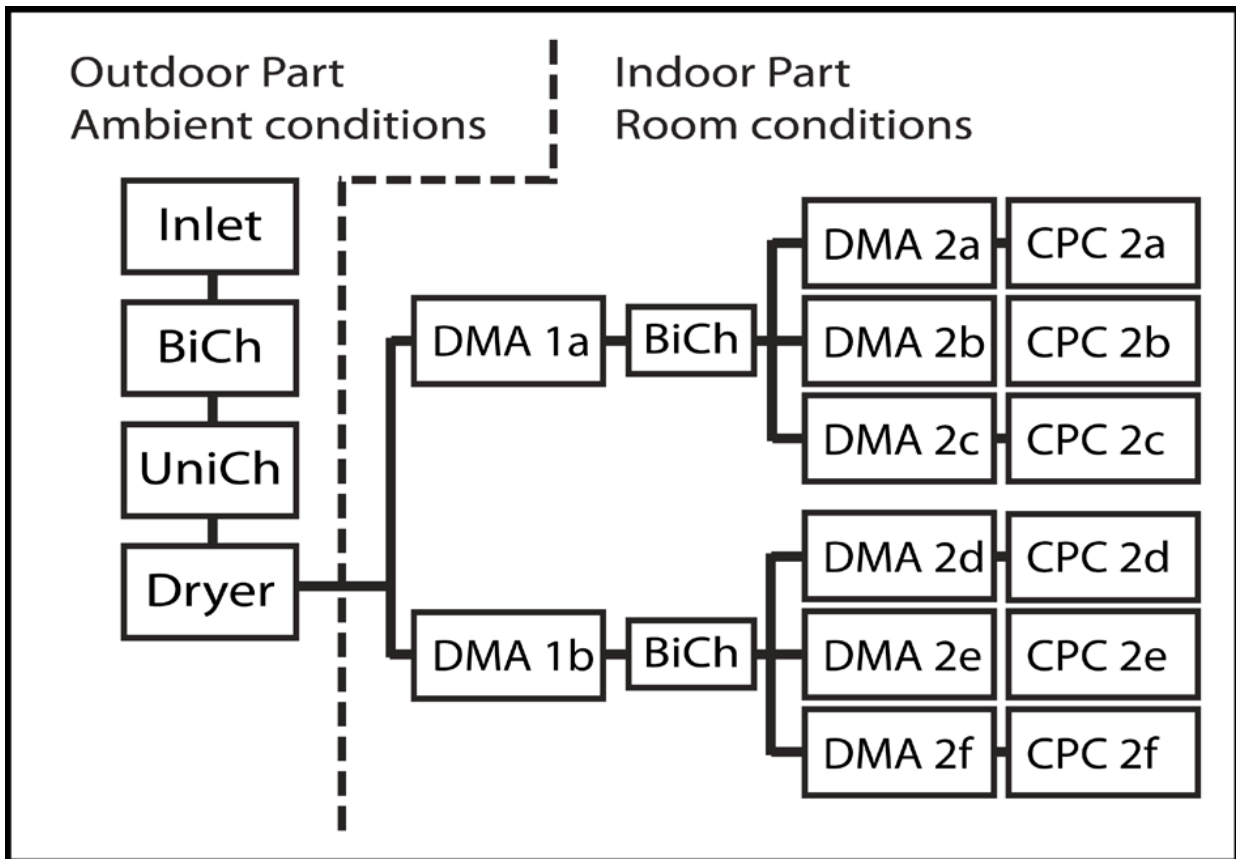 Outdoor Part
Ambient conditions
Indoor Part
Room conditions
Inlet
BiCh
UniCh
Dryer
DMA 1a
BiCh
DMA 2a
CPC 2a
DMA 2b
CPC 2b
DMA 2c
CPC 2c
DMA 1b
BiCh
DMA 2d
CPC 2d
DMA 2e
CPC 2e
DMA 2f
CPC 2f